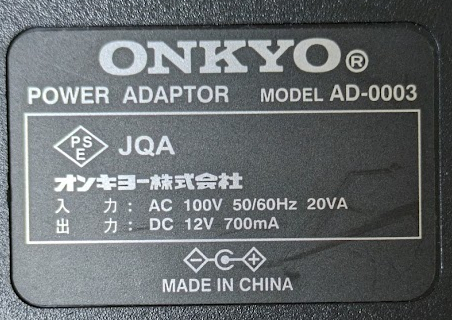 ONKYO®
POWER ADAPTOR MODEL AD-0003
PS E JQA
オンキヨー株式会社
入 力 : AC 100V 50/60Hz 20VA
出 力 : DC 12V 700mA
MADE IN CHINA